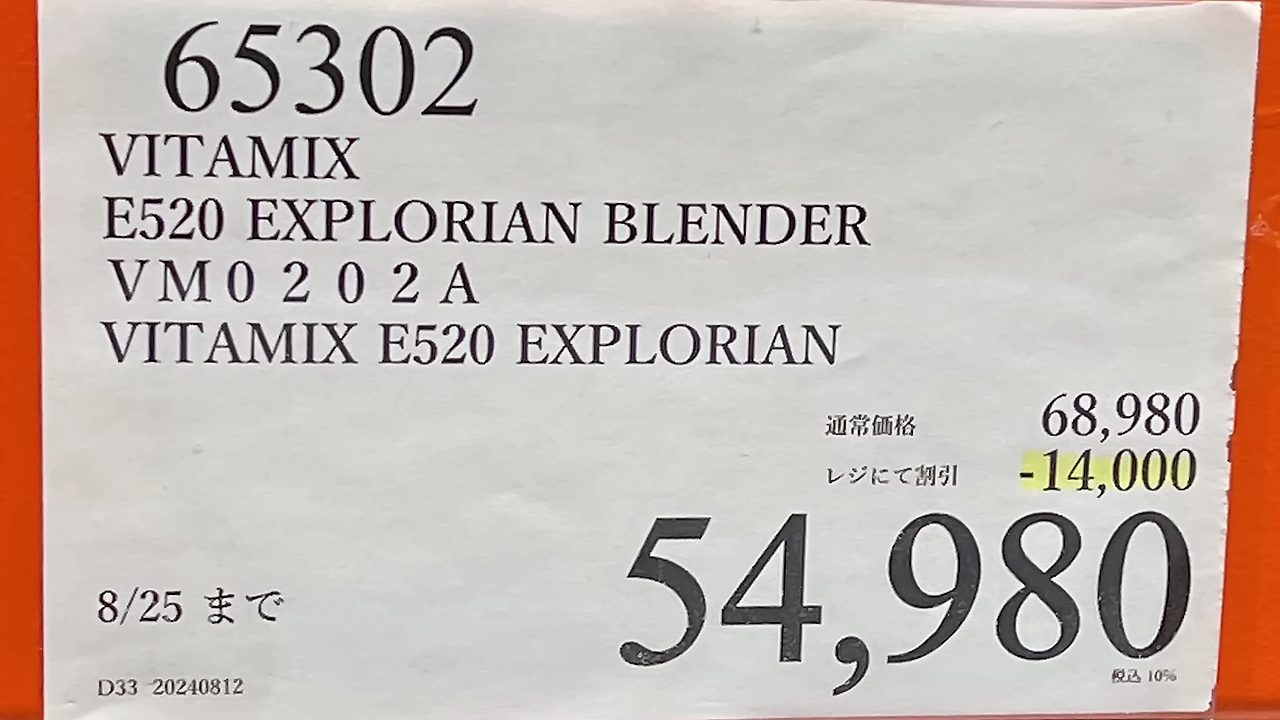 65302
VITAMIX
E520 EXPLORIAN BLENDER
ＶＭ０２０２Ａ
VITAMIX E520 EXPLORIAN
通常価格 68,980
レジにて割引 -14,000
54,980
8/25 まで
税込 10%
D33 20240812